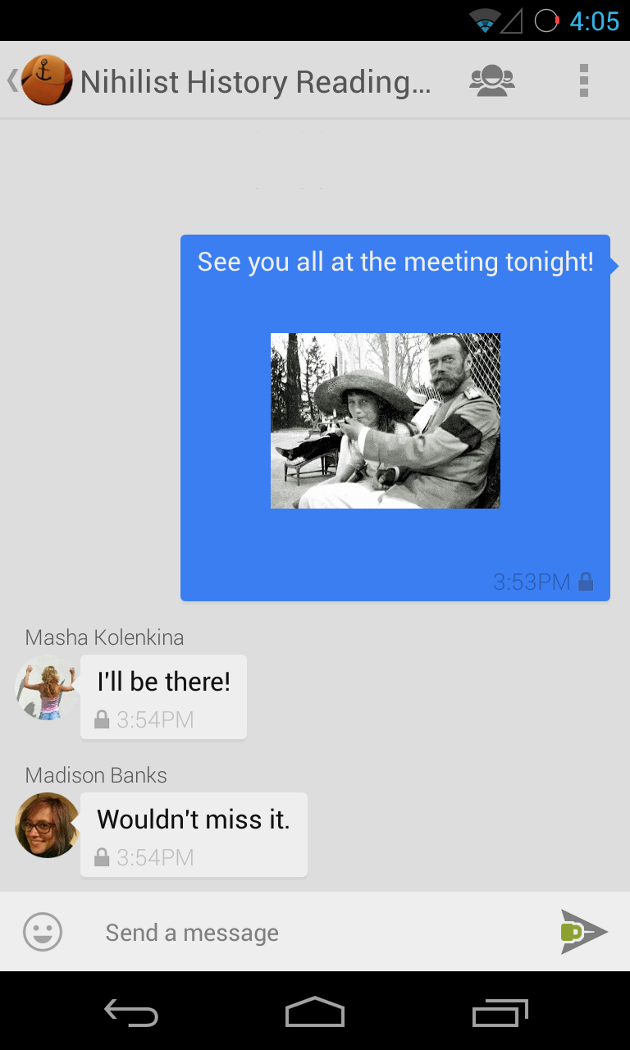 4:05
Nihilist History Reading...
See you all at the meeting tonight!
3:53PM
Masha Kolenkina
I'll be there!
3:54PM
Madison Banks
Wouldn't miss it.
3:54PM
Send a message